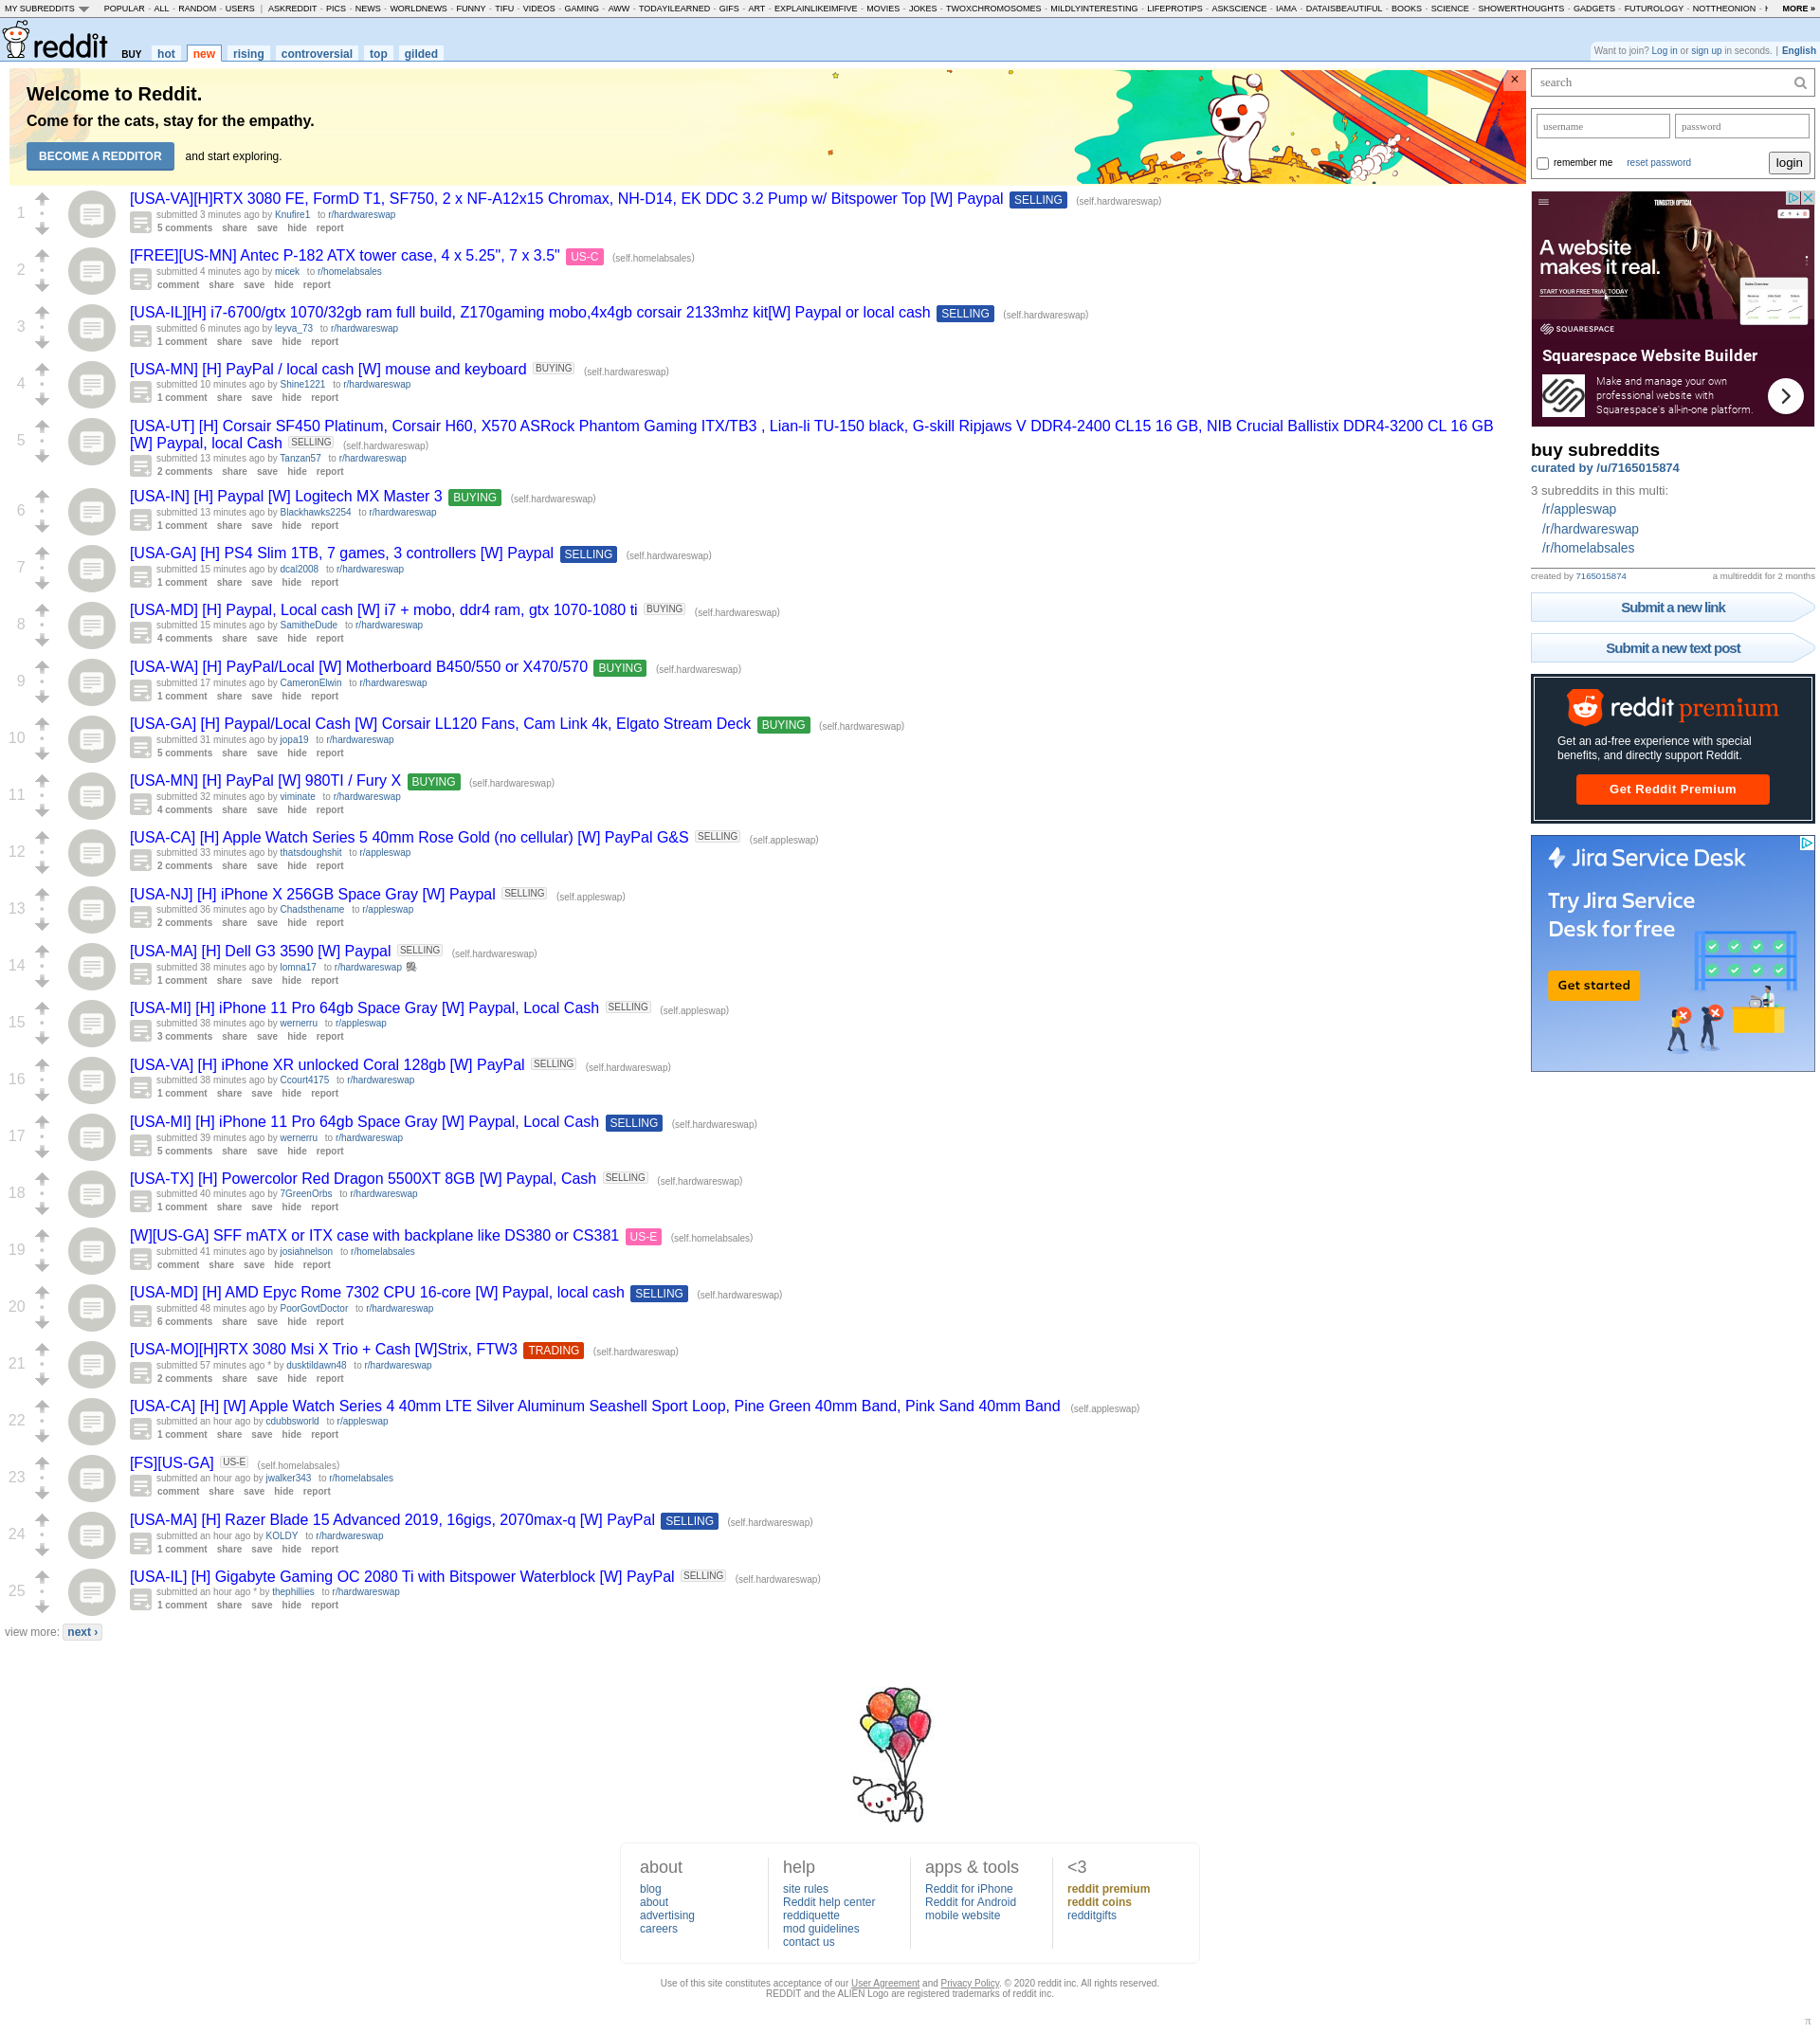 MY SUBREDDITS POPULAR - ALL - RANDOM - USERS | ASKREDDIT - PICS - NEWS - WORLDNEWS - FUNNY - TIFU - VIDEOS - GAMING - AWW - TODAYILEARNED - GIFS - ART - EXPLAINLIKEIMFIVE - MOVIES - JOKES - TWOXCHROMOSOMES - MILDLYINTERESTING - LIFEPROTIPS - ASKSCIENCE - IAMA - DATAISBEAUTIFUL - BOOKS - SCIENCE - SHOWERTHOUGHTS - GADGETS - FUTUROLOGY - NOTTHEONION - MORE »
reddit BUY hot new rising controversial top gilded
Want to join? Log in or sign up in seconds. | English
Welcome to Reddit.
Come for the cats, stay for the empathy.
BECOME A REDDITOR and start exploring.
×
1
[USA-VA][H]RTX 3080 FE, FormD T1, SF750, 2 x NF-A12x15 Chromax, NH-D14, EK DDC 3.2 Pump w/ Bitspower Top [W] Paypal SELLING (self.hardwareswap)
submitted 3 minutes ago by Knufire1 to r/hardwareswap
5 comments share save hide report
2
[FREE][US-MN] Antec P-182 ATX tower case, 4 x 5.25", 7 x 3.5" US-C (self.homelabsales)
submitted 4 minutes ago by micek to r/homelabsales
comment share save hide report
3
[USA-IL][H] i7-6700/gtx 1070/32gb ram full build, Z170gaming mobo,4x4gb corsair 2133mhz kit[W] Paypal or local cash SELLING (self.hardwareswap)
submitted 6 minutes ago by leyva_73 to r/hardwareswap
1 comment share save hide report
4
[USA-MN] [H] PayPal / local cash [W] mouse and keyboard BUYING (self.hardwareswap)
submitted 10 minutes ago by Shine1221 to r/hardwareswap
1 comment share save hide report
5
[USA-UT] [H] Corsair SF450 Platinum, Corsair H60, X570 ASRock Phantom Gaming ITX/TB3 , Lian-li TU-150 black, G-skill Ripjaws V DDR4-2400 CL15 16 GB, NIB Crucial Ballistix DDR4-3200 CL 16 GB
[W] Paypal, local Cash SELLING (self.hardwareswap)
submitted 13 minutes ago by Tanzan57 to r/hardwareswap
2 comments share save hide report
6
[USA-IN] [H] Paypal [W] Logitech MX Master 3 BUYING (self.hardwareswap)
submitted 13 minutes ago by Blackhawks2254 to r/hardwareswap
1 comment share save hide report
7
[USA-GA] [H] PS4 Slim 1TB, 7 games, 3 controllers [W] Paypal SELLING (self.hardwareswap)
submitted 15 minutes ago by dcal2008 to r/hardwareswap
1 comment share save hide report
8
[USA-MD] [H] Paypal, Local cash [W] i7 + mobo, ddr4 ram, gtx 1070-1080 ti BUYING (self.hardwareswap)
submitted 15 minutes ago by SamitheDude to r/hardwareswap
4 comments share save hide report
9
[USA-WA] [H] PayPal/Local [W] Motherboard B450/550 or X470/570 BUYING (self.hardwareswap)
submitted 17 minutes ago by CameronElwin to r/hardwareswap
1 comment share save hide report
10
[USA-GA] [H] Paypal/Local Cash [W] Corsair LL120 Fans, Cam Link 4k, Elgato Stream Deck BUYING (self.hardwareswap)
submitted 31 minutes ago by jopa19 to r/hardwareswap
5 comments share save hide report
11
[USA-MN] [H] PayPal [W] 980TI / Fury X BUYING (self.hardwareswap)
submitted 32 minutes ago by viminate to r/hardwareswap
4 comments share save hide report
12
[USA-CA] [H] Apple Watch Series 5 40mm Rose Gold (no cellular) [W] PayPal G&S SELLING (self.appleswap)
submitted 33 minutes ago by thatsdoughshit to r/appleswap
2 comments share save hide report
13
[USA-NJ] [H] iPhone X 256GB Space Gray [W] Paypal SELLING (self.appleswap)
submitted 36 minutes ago by Chadsthename to r/appleswap
2 comments share save hide report
14
[USA-MA] [H] Dell G3 3590 [W] Paypal SELLING (self.hardwareswap)
submitted 38 minutes ago by lomna17 to r/hardwareswap
1 comment share save hide report
15
[USA-MI] [H] iPhone 11 Pro 64gb Space Gray [W] Paypal, Local Cash SELLING (self.appleswap)
submitted 38 minutes ago by wernerru to r/appleswap
3 comments share save hide report
16
[USA-VA] [H] iPhone XR unlocked Coral 128gb [W] PayPal SELLING (self.hardwareswap)
submitted 38 minutes ago by Ccourt4175 to r/hardwareswap
1 comment share save hide report
17
[USA-MI] [H] iPhone 11 Pro 64gb Space Gray [W] Paypal, Local Cash SELLING (self.hardwareswap)
submitted 39 minutes ago by wernerru to r/hardwareswap
5 comments share save hide report
18
[USA-TX] [H] Powercolor Red Dragon 5500XT 8GB [W] Paypal, Cash SELLING (self.hardwareswap)
submitted 40 minutes ago by 7GreenOrbs to r/hardwareswap
1 comment share save hide report
19
[W][US-GA] SFF mATX or ITX case with backplane like DS380 or CS381 US-E (self.homelabsales)
submitted 41 minutes ago by josiahnelson to r/homelabsales
comment share save hide report
20
[USA-MD] [H] AMD Epyc Rome 7302 CPU 16-core [W] Paypal, local cash SELLING (self.hardwareswap)
submitted 48 minutes ago by PoorGovtDoctor to r/hardwareswap
6 comments share save hide report
21
[USA-MO][H]RTX 3080 Msi X Trio + Cash [W]Strix, FTW3 TRADING (self.hardwareswap)
submitted 57 minutes ago * by dusktildawn48 to r/hardwareswap
2 comments share save hide report
22
[USA-CA] [H] [W] Apple Watch Series 4 40mm LTE Silver Aluminum Seashell Sport Loop, Pine Green 40mm Band, Pink Sand 40mm Band (self.appleswap)
submitted an hour ago by cdubbsworld to r/appleswap
1 comment share save hide report
23
[FS][US-GA] US-E (self.homelabsales)
submitted an hour ago by jwalker343 to r/homelabsales
comment share save hide report
24
[USA-MA] [H] Razer Blade 15 Advanced 2019, 16gigs, 2070max-q [W] PayPal SELLING (self.hardwareswap)
submitted an hour ago by KOLDY to r/hardwareswap
1 comment share save hide report
25
[USA-IL] [H] Gigabyte Gaming OC 2080 Ti with Bitspower Waterblock [W] PayPal SELLING (self.hardwareswap)
submitted an hour ago * by thephillies to r/hardwareswap
1 comment share save hide report
view more: next ›
search
username password
remember me reset password login
TUNGSTEN OPTICAL
A website
makes it real.
START YOUR FREE TRIAL TODAY
SQUARESPACE
Squarespace Website Builder
Make and manage your own
professional website with
Squarespace's all-in-one platform.
buy subreddits
curated by /u/7165015874
3 subreddits in this multi:
/r/appleswap
/r/hardwareswap
/r/homelabsales
created by 7165015874 a multireddit for 2 months
Submit a new link
Submit a new text post
reddit premium
Get an ad-free experience with special
benefits, and directly support Reddit.
Get Reddit Premium
Jira Service Desk
Try Jira Service
Desk for free
Get started
about
blog
about
advertising
careers
help
site rules
Reddit help center
reddiquette
mod guidelines
contact us
apps & tools
Reddit for iPhone
Reddit for Android
mobile website
<3
reddit premium
reddit coins
redditgifts
Use of this site constitutes acceptance of our User Agreement and Privacy Policy. © 2020 reddit inc. All rights reserved.
REDDIT and the ALIEN Logo are registered trademarks of reddit inc.
π